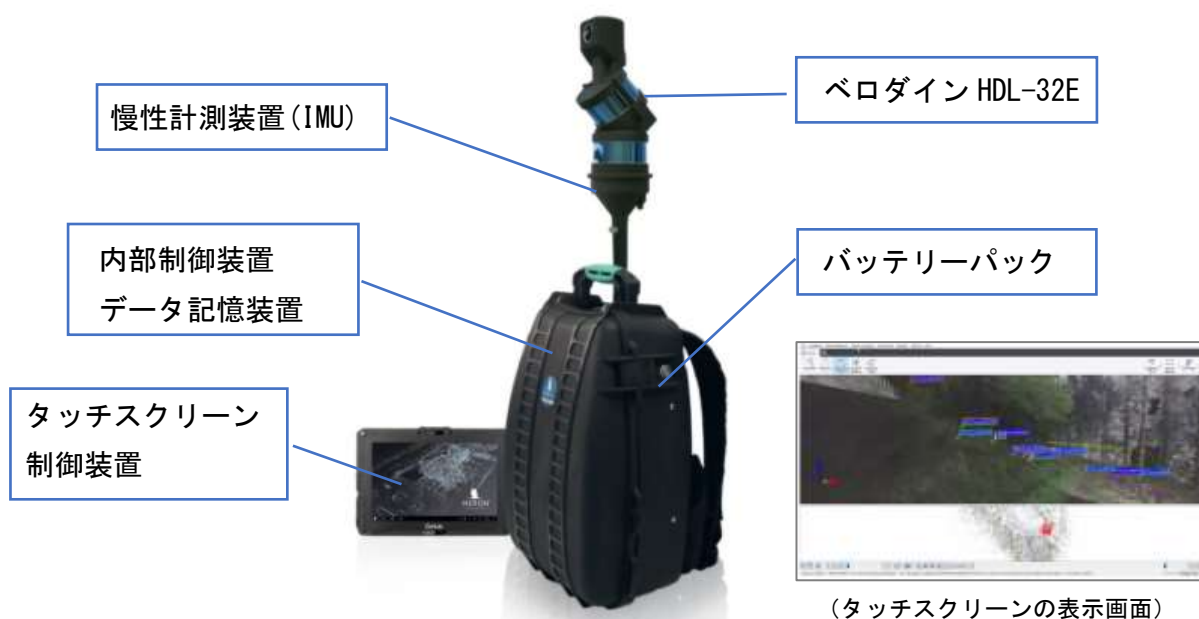 慢性計測装置(IMU)
ベロダイン HDL-32E
内部制御装置
データ記憶装置
バッテリーパック
タッチスクリーン
制御装置
HERON
(タッチスクリーンの表示画面)